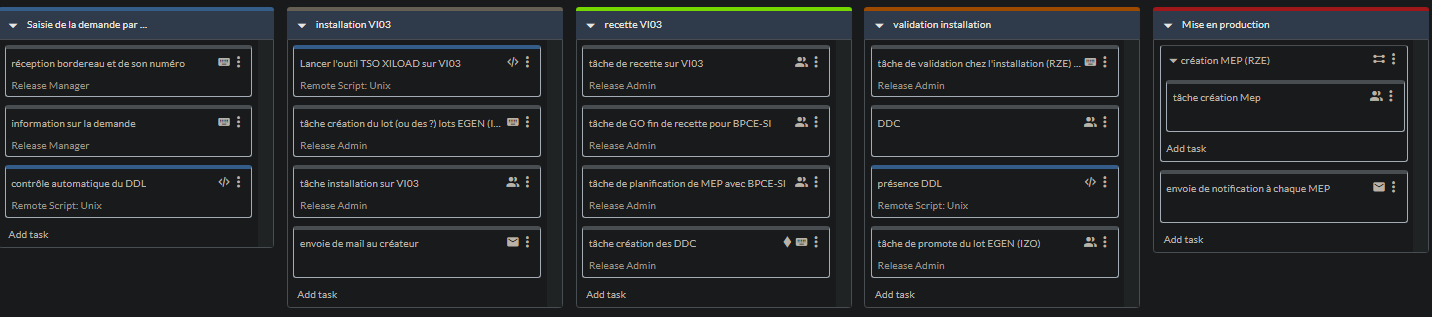 Saisie de la demande par ...
réception bordereau et de son numéro
Release Manager
information sur la demande
Release Manager
contrôle automatique du DDL
Remote Script: Unix
Add task
installation VI03
Lancer l'outil TSO XILOAD sur VI03
Remote Script: Unix
tâche création du lot (ou des ?) lots EGEN (I...
Release Admin
tâche installation sur VI03
Release Admin
envoie de mail au créateur
Add task
recette VI03
tâche de recette sur VI03
Release Admin
tâche de GO fin de recette pour BPCE-SI
Release Admin
tâche de planification de MEP avec BPCE-SI
Release Admin
tâche création des DDC
Release Admin
Add task
validation installation
tâche de validation chez l'installation (RZE) ...
Release Admin
DDC
présence DDL
Remote Script: Unix
tâche de promote du lot EGEN (IZO)
Release Admin
Add task
Mise en production
création MEP (RZE)
tâche création Mep
Add task
envoie de notification à chaque MEP
Add task